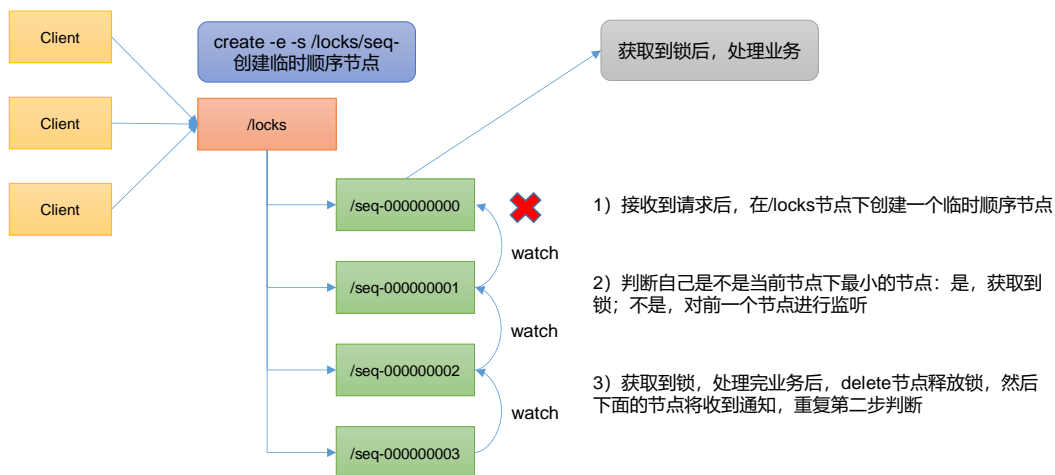 Client
Client
Client
create -e -s /locks/seq-
创建临时顺序节点
/locks
获取到锁后，处理业务
/seq-000000000
/seq-000000001
/seq-000000002
/seq-000000003
watch
watch
watch
1）接收到请求后，在/locks节点下创建一个临时顺序节点
2）判断自己是不是当前节点下最小的节点：是，获取到
锁；不是，对前一个节点进行监听
3）获取到锁，处理完业务后，delete节点释放锁，然后
下面的节点将收到通知，重复第二步判断